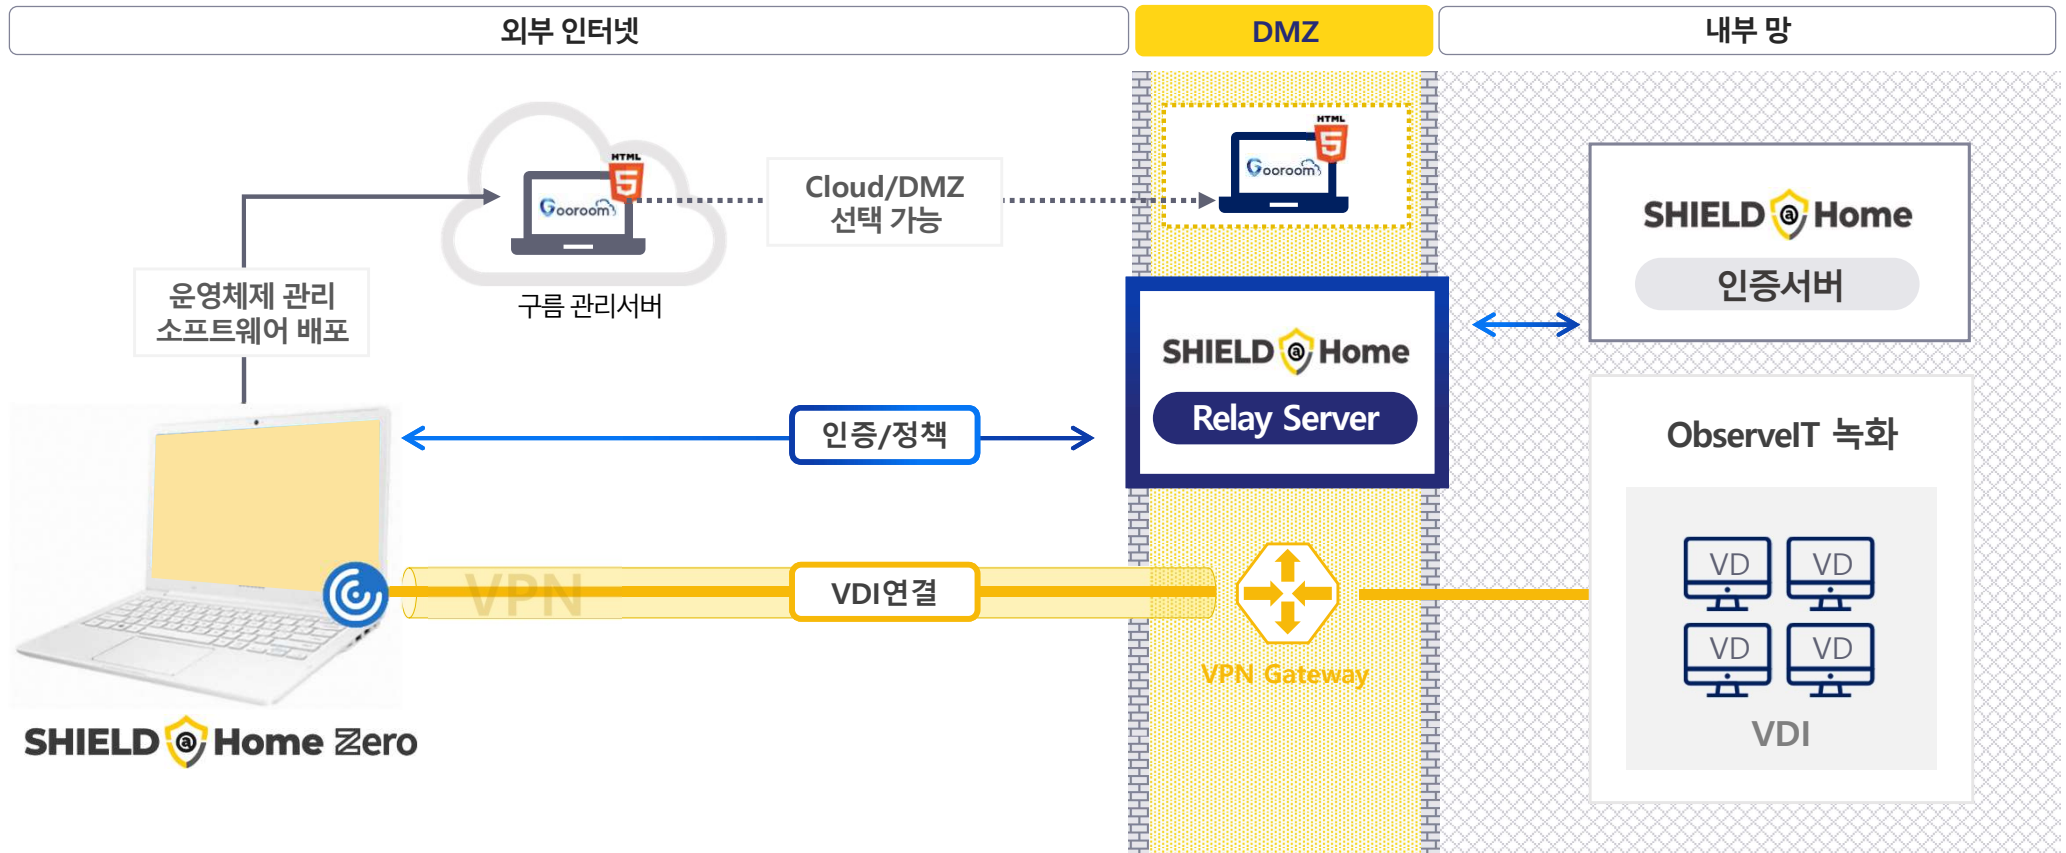 외부 인터넷
DMZ
내부 망
HTML
5
Gooroom
구름 관리서버
Cloud/DMZ
선택 가능
HTML
5
Gooroom
운영체제 관리
소프트웨어 배포
SHIELD@Home
인증서버
SHIELD@Home
Relay Server
인증/정책
ObserveIT 녹화
VD
VD
VD
VD
VDI
VPN
VDI연결
VPN Gateway
SHIELD@Home Zero